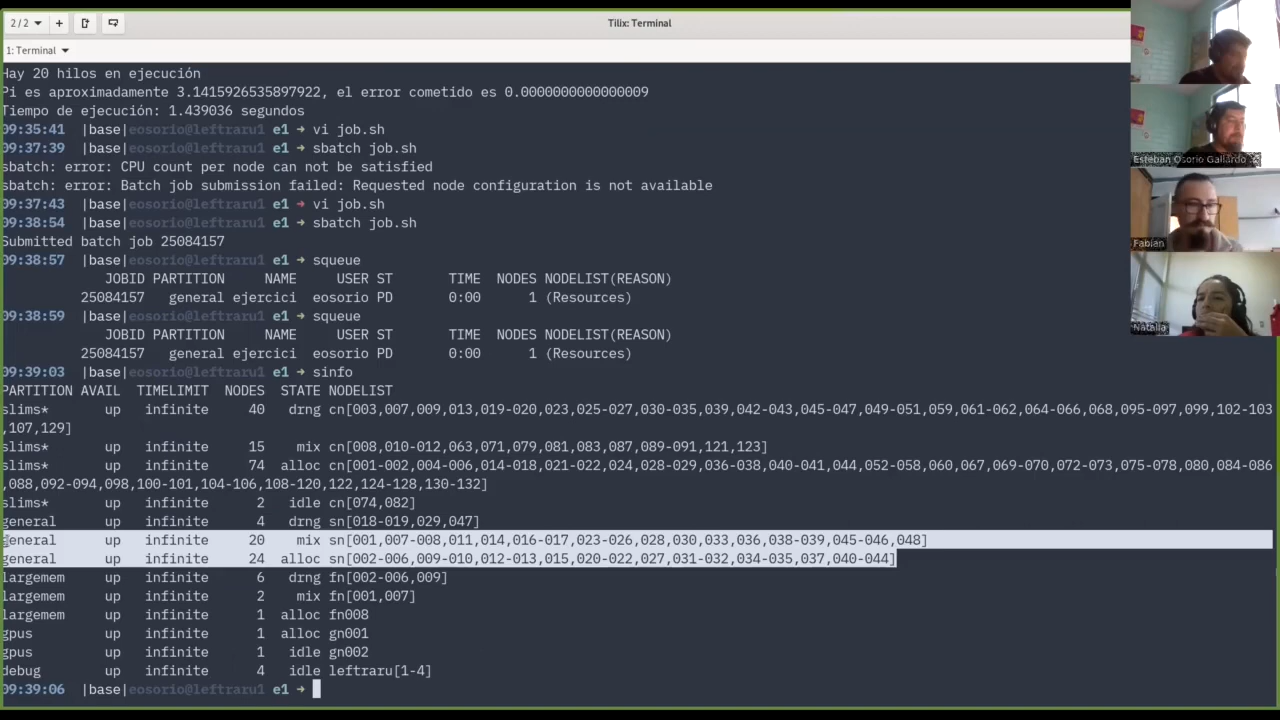 2 / 2
Tilix: Terminal
1: Terminal
Hay 20 hilos en ejecución
Pi es aproximadamente 3.1415926535897922, el error cometido es 0.0000000000000009
Tiempo de ejecución: 1.439036 segundos
09:35:41 |base|eosorio@leftraru1 e1 → vi job.sh
09:37:39 |base|eosorio@leftraru1 e1 → sbatch job.sh
sbatch: error: CPU count per node can not be satisfied
sbatch: error: Batch job submission failed: Requested node configuration is not available
09:37:43 |base|eosorio@leftraru1 e1 → vi job.sh
09:38:54 |base|eosorio@leftraru1 e1 → sbatch job.sh
Submitted batch job 25084157
09:38:57 |base|eosorio@leftraru1 e1 → squeue
JOBID PARTITION NAME USER ST TIME NODES NODELIST(REASON)
25084157 general ejercici eosorio PD 0:00 1 (Resources)
09:38:59 |base|eosorio@leftraru1 e1 → squeue
JOBID PARTITION NAME USER ST TIME NODES NODELIST(REASON)
25084157 general ejercici eosorio PD 0:00 1 (Resources)
09:39:03 |base|eosorio@leftraru1 e1 → sinfo
PARTITION AVAIL TIMELIMIT NODES STATE NODELIST
slims* up infinite 40 drng cn[003,007,009,013,019-020,023,025-027,030-035,039,042-043,045-047,049-051,059,061-062,064-066,068,095-097,099,102-103
,107,129]
slims* up infinite 15 mix cn[008,010-012,063,071,079,081,083,087,089-091,121,123]
slims* up infinite 74 alloc cn[001-002,004-006,014-018,021-022,024,028-029,036-038,040-041,044,052-058,060,067,069-070,072-073,075-078,080,084-086
,088,092-094,098,100-101,104-106,108-120,122,124-128,130-132]
slims* up infinite 2 idle cn[074,082]
general up infinite 4 drng sn[018-019,029,047]
general up infinite 20 mix sn[001,007-008,011,014,016-017,023-026,028,030,033,036,038-039,045-046,048]
general up infinite 24 alloc sn[002-006,009-010,012-013,015,020-022,027,031-032,034-035,037,040-044]
largemem up infinite 6 drng fn[002-006,009]
largemem up infinite 2 mix fn[001,007]
largemem up infinite 1 alloc fn008
gpus up infinite 1 alloc gn001
gpus up infinite 1 idle gn002
debug up infinite 4 idle leftraru[1-4]
09:39:06 |base|eosorio@leftraru1 e1 →
Esteban Osorio Gallardo
Fabián
Natalia